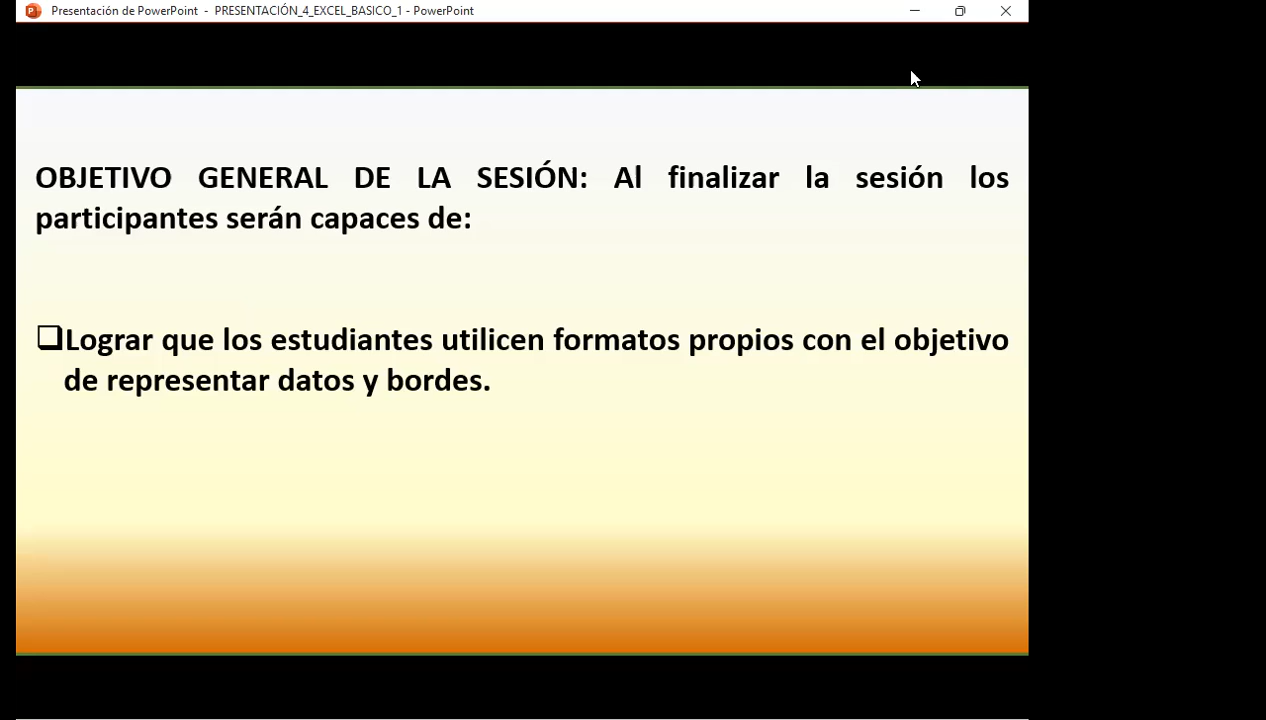 Presentación de PowerPoint - PRESENTACIÓN_4_EXCEL_BASICO_1 - PowerPoint
OBJETIVO GENERAL DE LA SESIÓN: Al finalizar la sesión los
participantes serán capaces de:
❑Lograr que los estudiantes utilicen formatos propios con el objetivo
de representar datos y bordes.